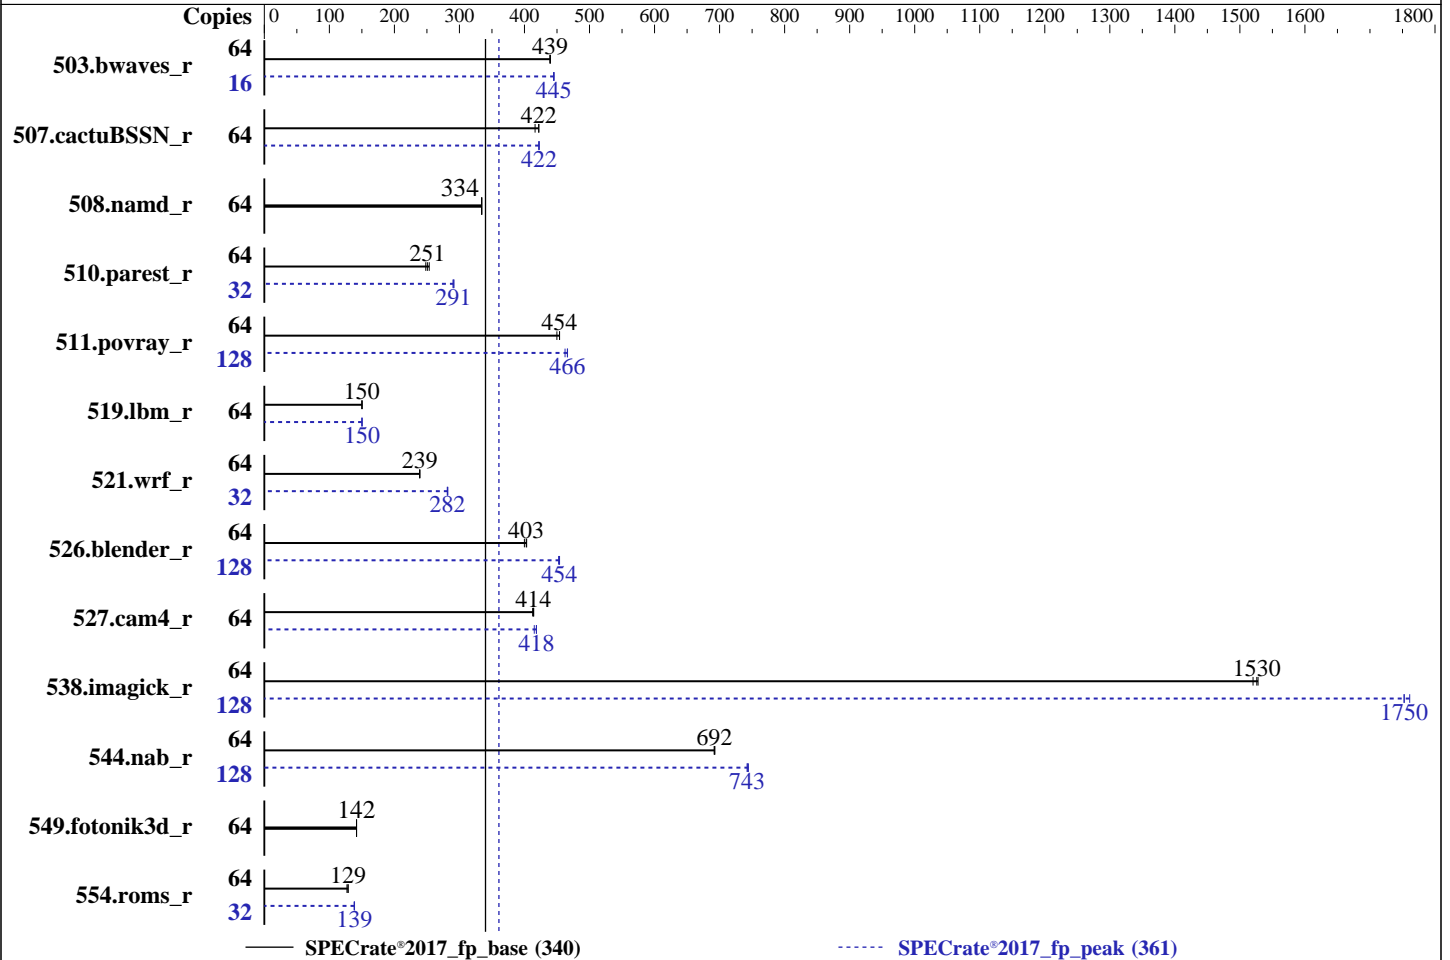 Copies 0 100 200 300 400 500 600 700 800 900 1000 1100 1200 1300 1400 1500 1600 1800
503.bwaves_r 64 439
16 445
507.cactuBSSN_r 64 422
422
508.namd_r 64 334
510.parest_r 64 251
32 291
511.povray_r 64 454
128 466
519.lbm_r 64 150
150
521.wrf_r 64 239
32 282
526.blender_r 64 403
128 454
527.cam4_r 64 414
418
538.imagick_r 64 1530
128 1750
544.nab_r 64 692
128 743
549.fotonik3d_r 64 142
554.roms_r 64 129
32 139
SPECrate®2017_fp_base (340) SPECrate®2017_fp_peak (361)